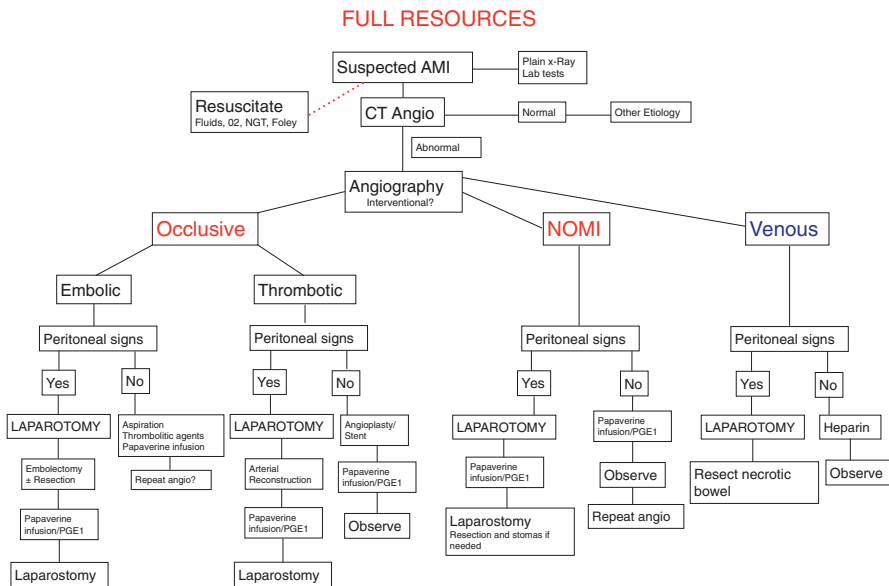 FULL RESOURCES
Suspected AMI
Plain x-Ray
Lab tests
Resuscitate
Fluids, 02, NGT, Foley
CT Angio
Normal
Other Etiology
Abnormal
Angiography
Interventional?
Occlusive
NOMI
Venous
Embolic
Thrombotic
Peritoneal signs
Peritoneal signs
Peritoneal signs
Peritoneal signs
Yes
No
Yes
No
Yes
No
Yes
No
LAPAROTOMY
Aspiration
Thrombolitic agents
Papaverine infusion
LAPAROTOMY
Angioplasty/
Stent
LAPAROTOMY
Papaverine
infusion/PGE1
LAPAROTOMY
Heparin
Embolectomy
± Resection
Repeat angio?
Arterial
Reconstruction
Papaverine
infusion/PGE1
Papaverine
infusion/PGE1
Observe
Resect necrotic
bowel
Observe
Papaverine
infusion/PGE1
Papaverine
infusion/PGE1
Observe
Laparostomy
Resection and stomas if
needed
Repeat angio
Laparostomy
Laparostomy